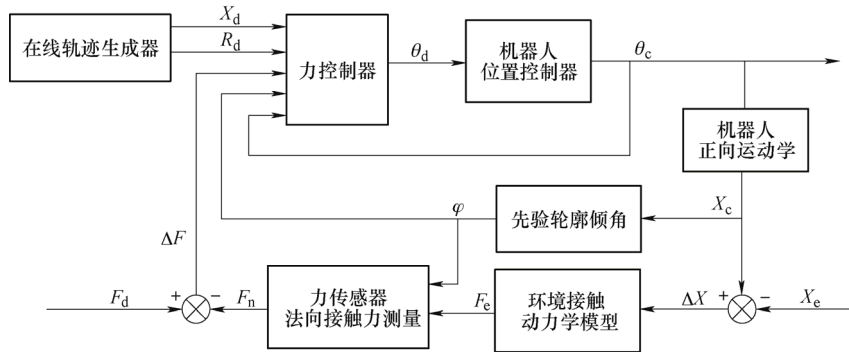 X_d
在线轨迹生成器
R_d
力控制器
θ_d
机器人
位置控制器
θ_c
机器人
正向运动学
φ
先验轮廓倾角
X_c
ΔF
F_d
+
−
F_n
力传感器
法向接触力测量
F_e
环境接触
动力学模型
ΔX
+
−
X_e